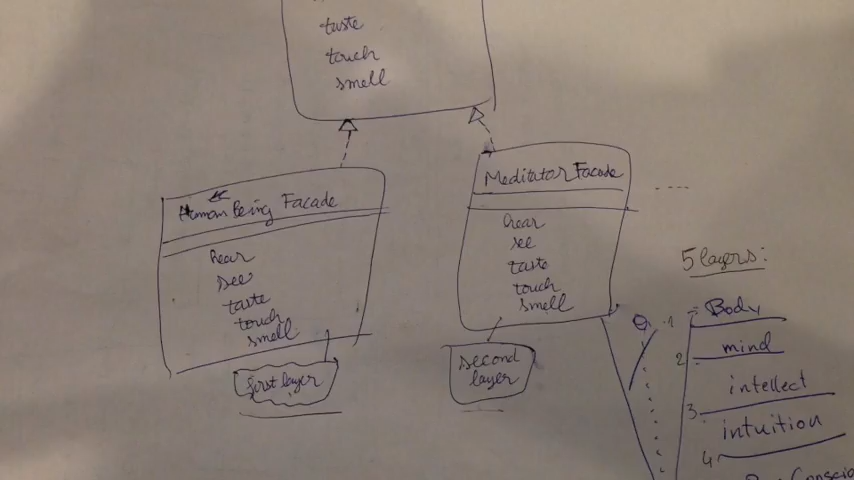 taste
touch
smell
Human Being Facade
hear
see
taste
touch
smell
first layer
Meditator Facade
hear
see
taste
touch
smell
second
layer
5 layers:
1 Body
2. mind
intellect
3.
intuition
4.